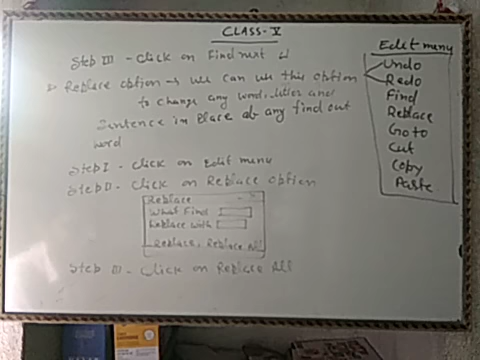 CLASS-V
Step III - Click on Find next
Replace option → we can use this option
to change any word, letter and
Sentence in Place of any find out
word
Step I - Click on Edit menu
Step II - Click on Replace option
Replace
What Find
Replace with
Replace, Replace All
Step III - Click on Replace All
Edit menu
Undo
Redo
Find
Replace
Goto
Cut
Copy
Paste